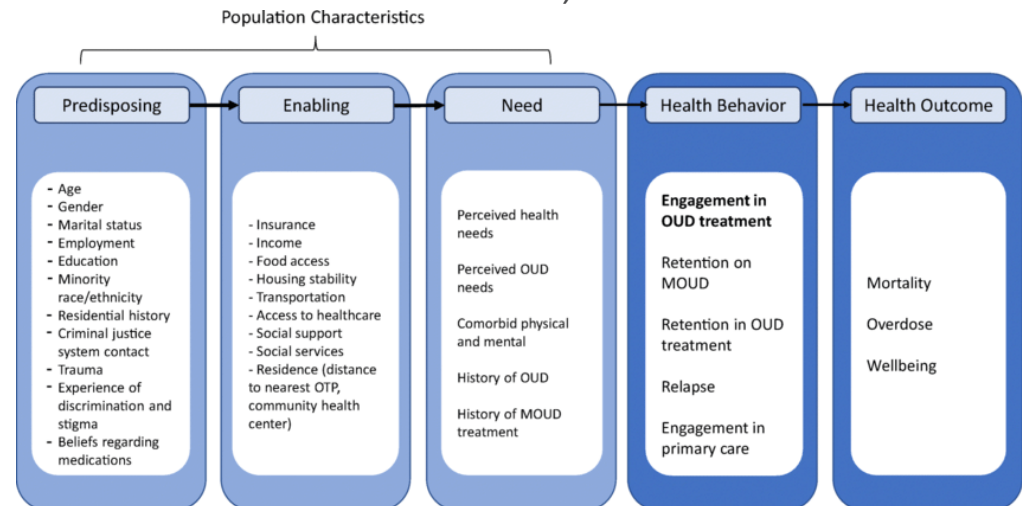 Population Characteristics
Predisposing
Enabling
Need
Health Behavior
Health Outcome
- Age
- Gender
- Marital status
- Employment
- Education
- Minority
race/ethnicity
- Residential history
- Criminal justice
system contact
- Trauma
- Experience of
discrimination and
stigma
- Beliefs regarding
medications
- Insurance
- Income
- Food access
- Housing stability
- Transportation
- Access to healthcare
- Social support
- Social services
- Residence (distance
to nearest OTP,
community health
center)
Perceived health
needs
Perceived OUD
needs
Comorbid physical
and mental
History of OUD
History of MOUD
treatment
Engagement in
OUD treatment
Retention on
MOUD
Retention in OUD
treatment
Relapse
Engagement in
primary care
Mortality
Overdose
Wellbeing